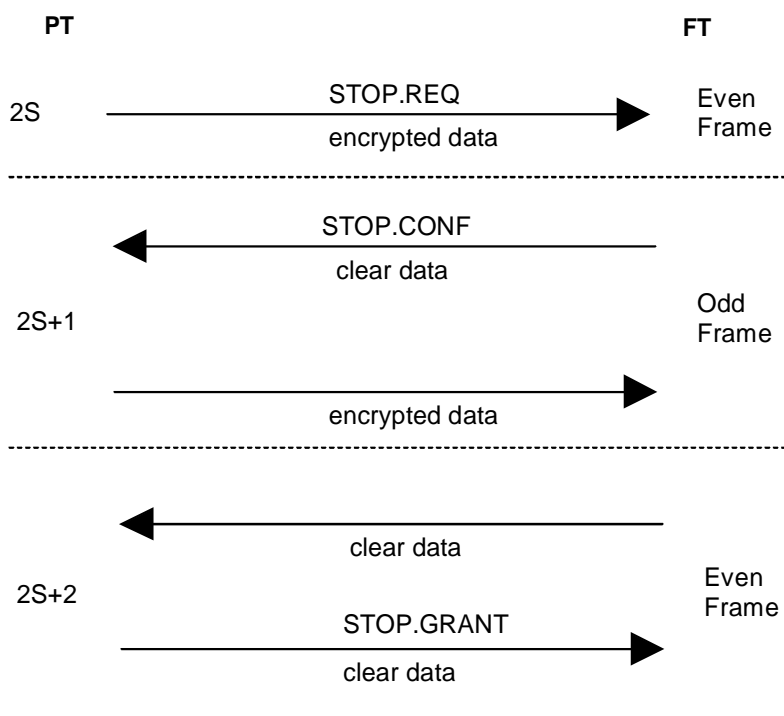 PT
FT
2S
STOP.REQ
encrypted data
Even
Frame
STOP.CONF
clear data
2S+1
Odd
Frame
encrypted data
clear data
2S+2
Even
Frame
STOP.GRANT
clear data